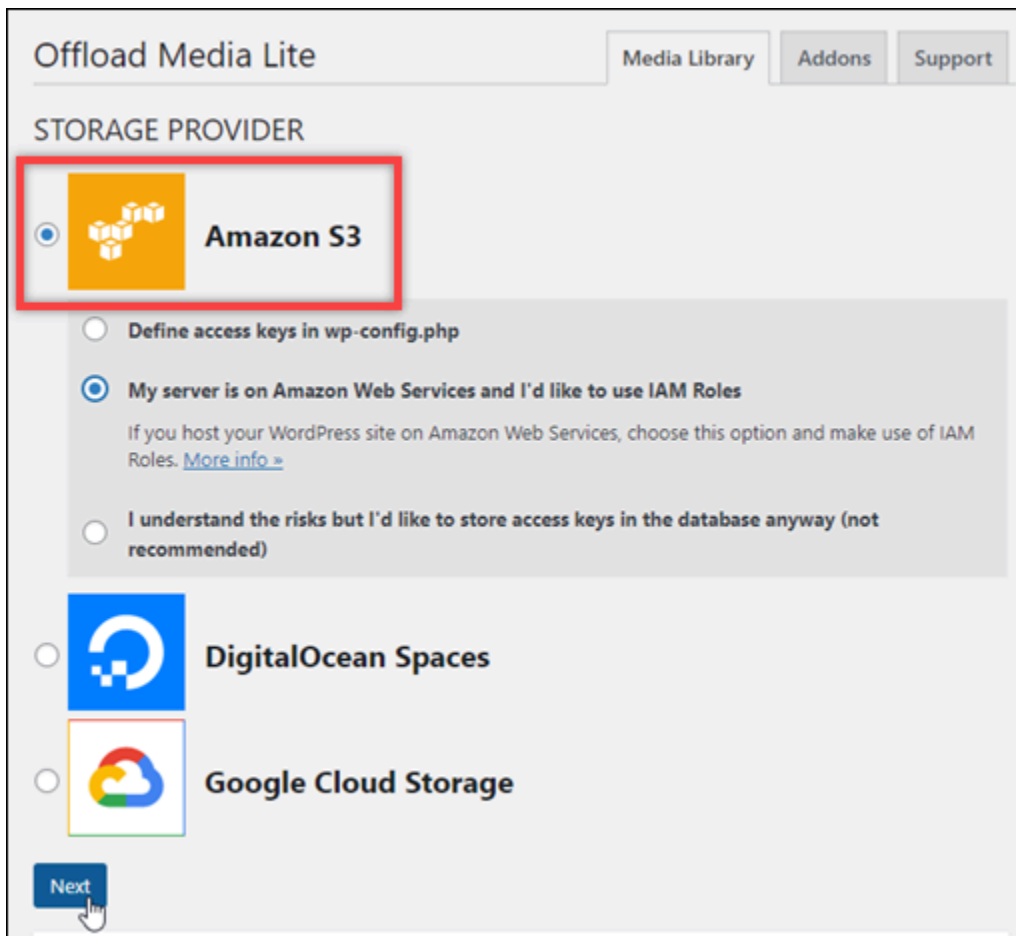 Offload Media Lite
Media Library
Addons
Support
STORAGE PROVIDER
Amazon S3
Define access keys in wp-config.php
My server is on Amazon Web Services and I'd like to use IAM Roles
If you host your WordPress site on Amazon Web Services, choose this option and make use of IAM
Roles. More info »
I understand the risks but I'd like to store access keys in the database anyway (not
recommended)
DigitalOcean Spaces
Google Cloud Storage
Next